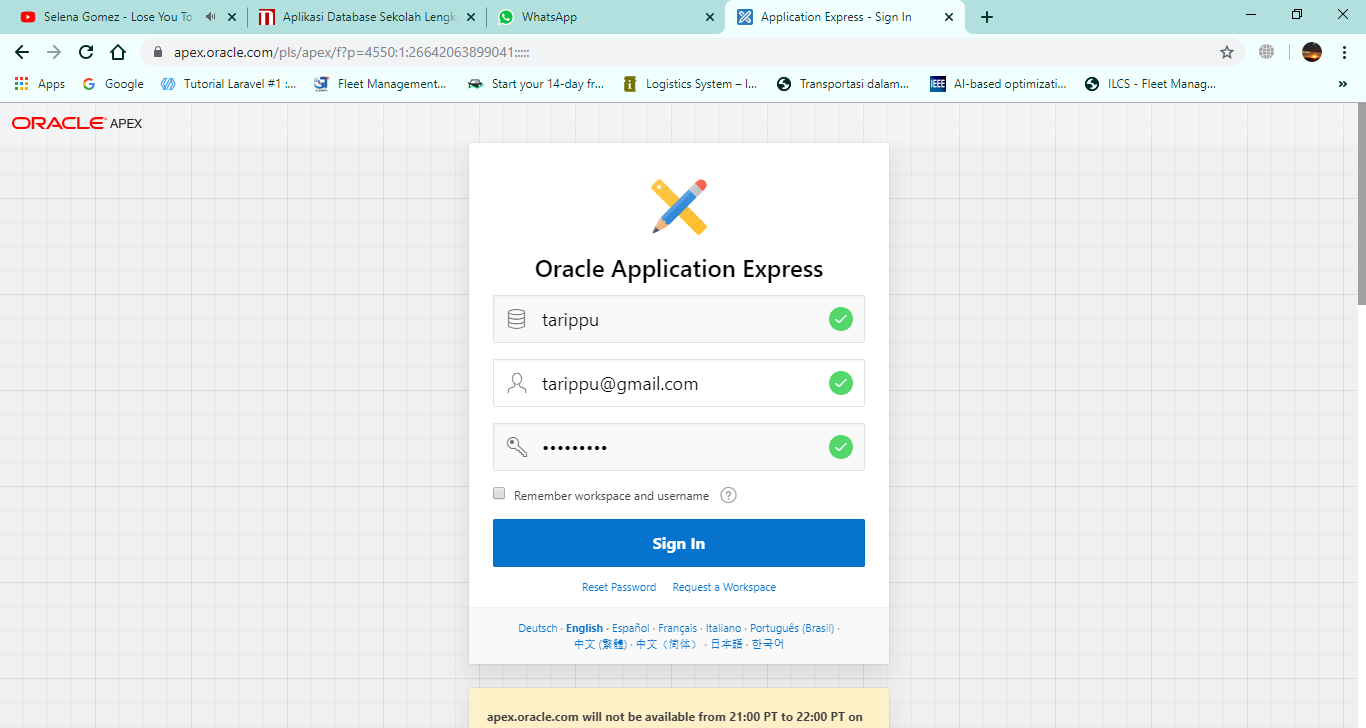 Selena Gomez - Lose You To
Aplikasi Database Sekolah Lengk
WhatsApp
Application Express - Sign In
apex.oracle.com/pls/apex/f?p=4550:1:26642063899041:::::
Apps
Google
Tutorial Laravel #1 :...
Fleet Management...
Start your 14-day fr...
Logistics System – I...
Transportasi dalam...
IEEE
AI-based optimizati...
ILCS - Fleet Manag...
»
ORACLE APEX
Oracle Application Express
tarippu
tarippu@gmail.com
•••••••••
Remember workspace and username ?
Sign In
Reset Password Request a Workspace
Deutsch · English · Español · Français · Italiano · Português (Brasil) ·
中文 (繁體) · 中文（简体） · 日本語 · 한국어
apex.oracle.com will not be available from 21:00 PT to 22:00 PT on